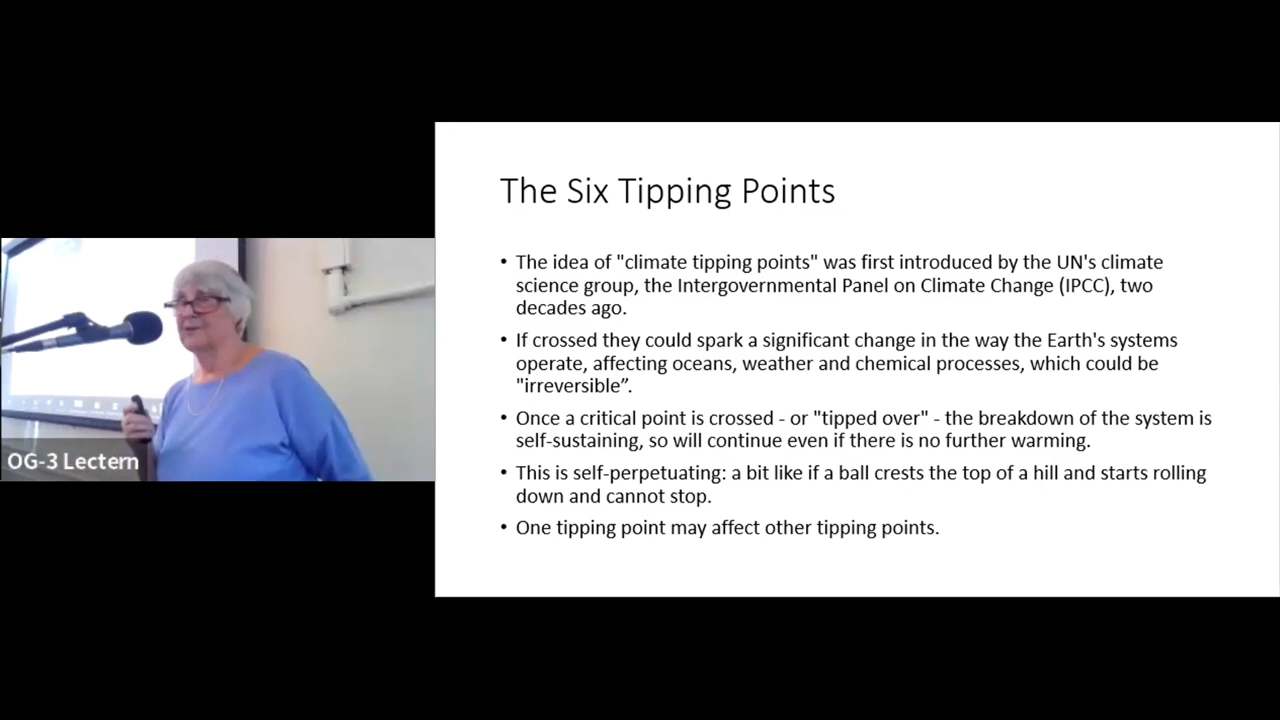 The Six Tipping Points
• The idea of "climate tipping points" was first introduced by the UN's climate
science group, the Intergovernmental Panel on Climate Change (IPCC), two
decades ago.
• If crossed they could spark a significant change in the way the Earth's systems
operate, affecting oceans, weather and chemical processes, which could be
"irreversible”.
• Once a critical point is crossed - or "tipped over" - the breakdown of the system is
self-sustaining, so will continue even if there is no further warming.
• This is self-perpetuating: a bit like if a ball crests the top of a hill and starts rolling
down and cannot stop.
• One tipping point may affect other tipping points.
OG-3 Lectern